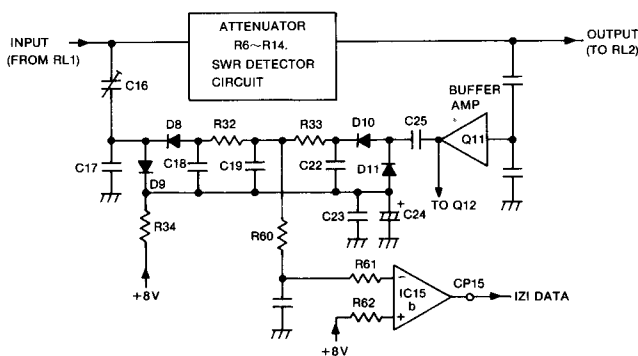 ATTENUATOR
R6~R14.
SWR DETECTOR
CIRCUIT
INPUT
(FROM RL1)
OUTPUT
(TO RL2)
C16
BUFFER
AMP
D8
R32
R33
D10
C25
Q11
C17
D9
C18
C19
C22
D11
TO Q12
R34
R60
C23
+
C24
+8V
R61
−
CP15
IC15
b
IZI DATA
R62
+
+8V